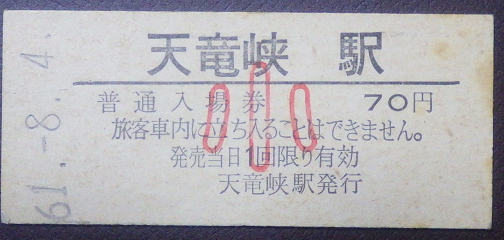 天竜峡 駅
普通入場券 70円
旅客車内に立ち入ることはできません。
発売当日1回限り有効
天竜峡駅発行
小
61.-8.4.